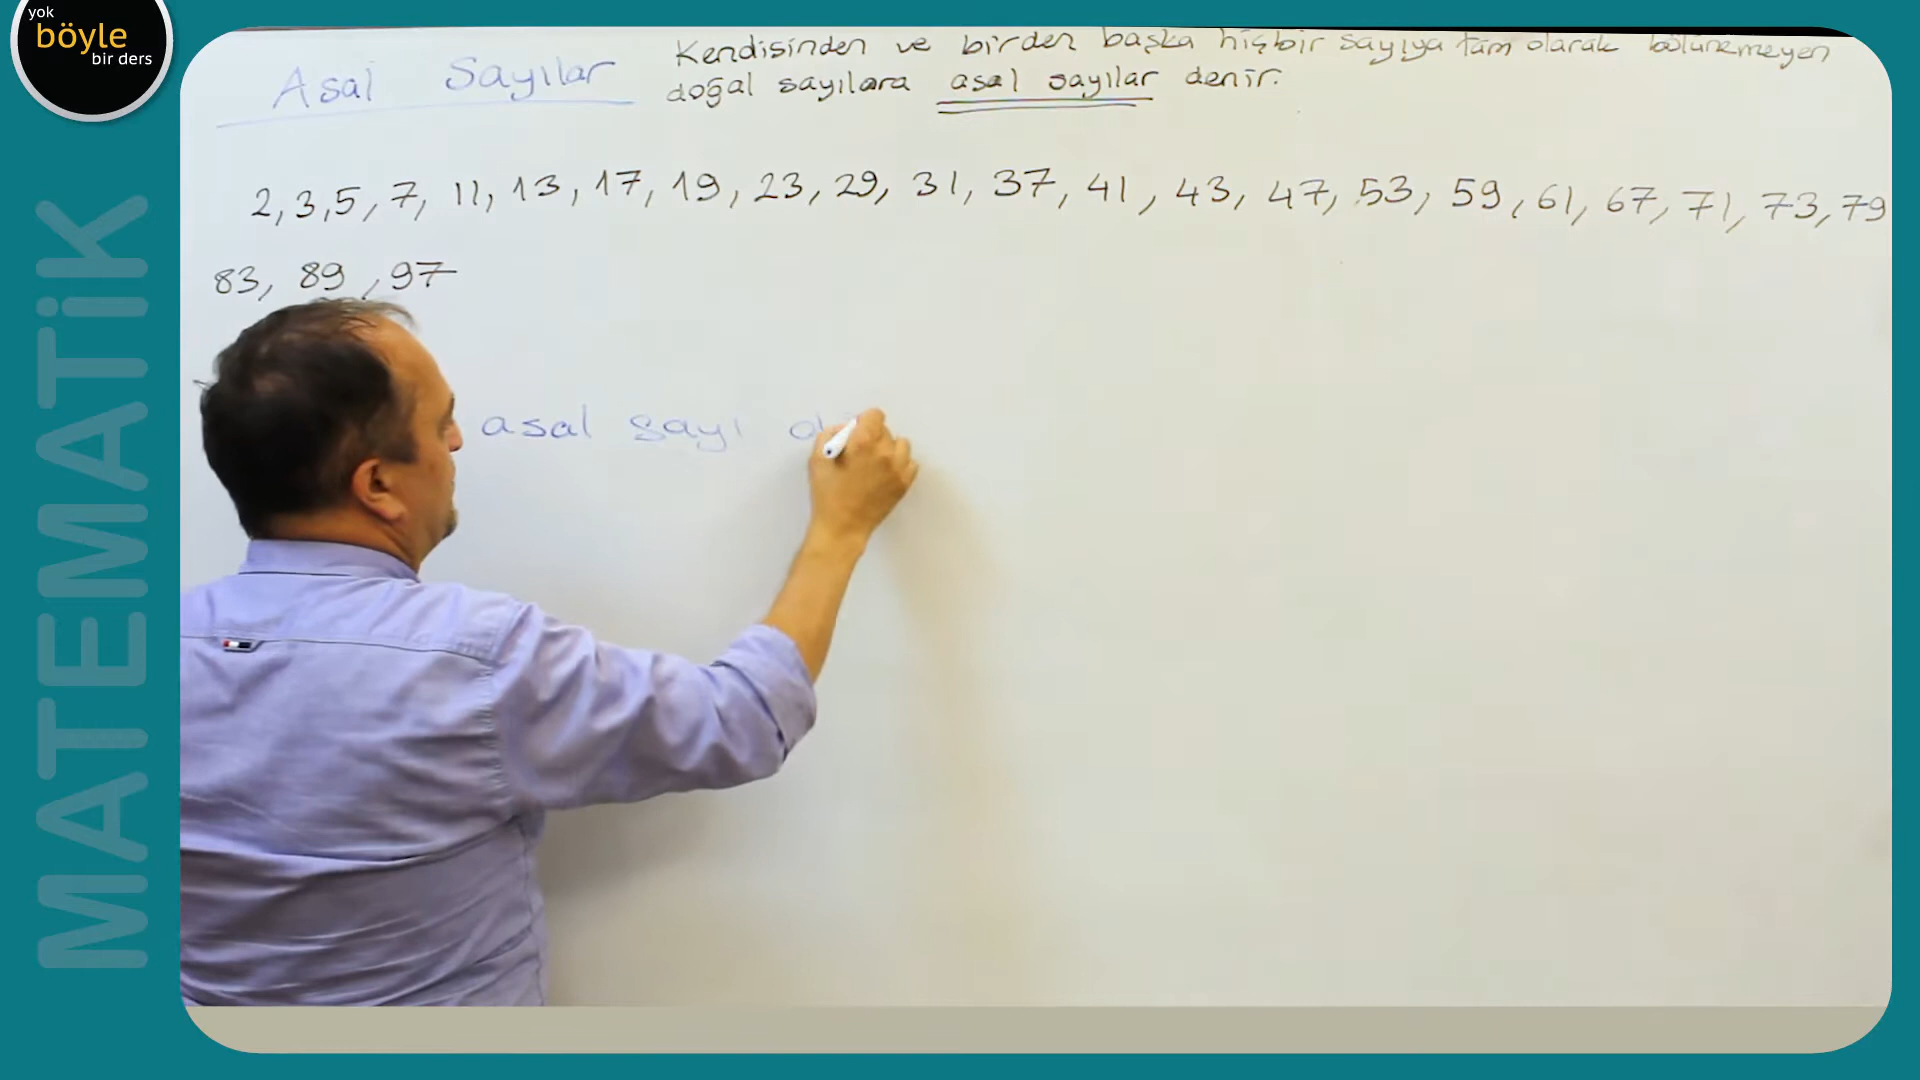 yok
böyle
bir ders
MATEMATİK
Asal Sayılar
Kendisinden ve birden başka hiçbir sayıya tam olarak bölünemeyen
doğal sayılara asal sayılar denir.
2, 3, 5, 7, 11, 13, 17, 19, 23, 29, 31, 37, 41, 43, 47, 53, 59, 61, 67, 71, 73, 79
83, 89, 97
asal sayı